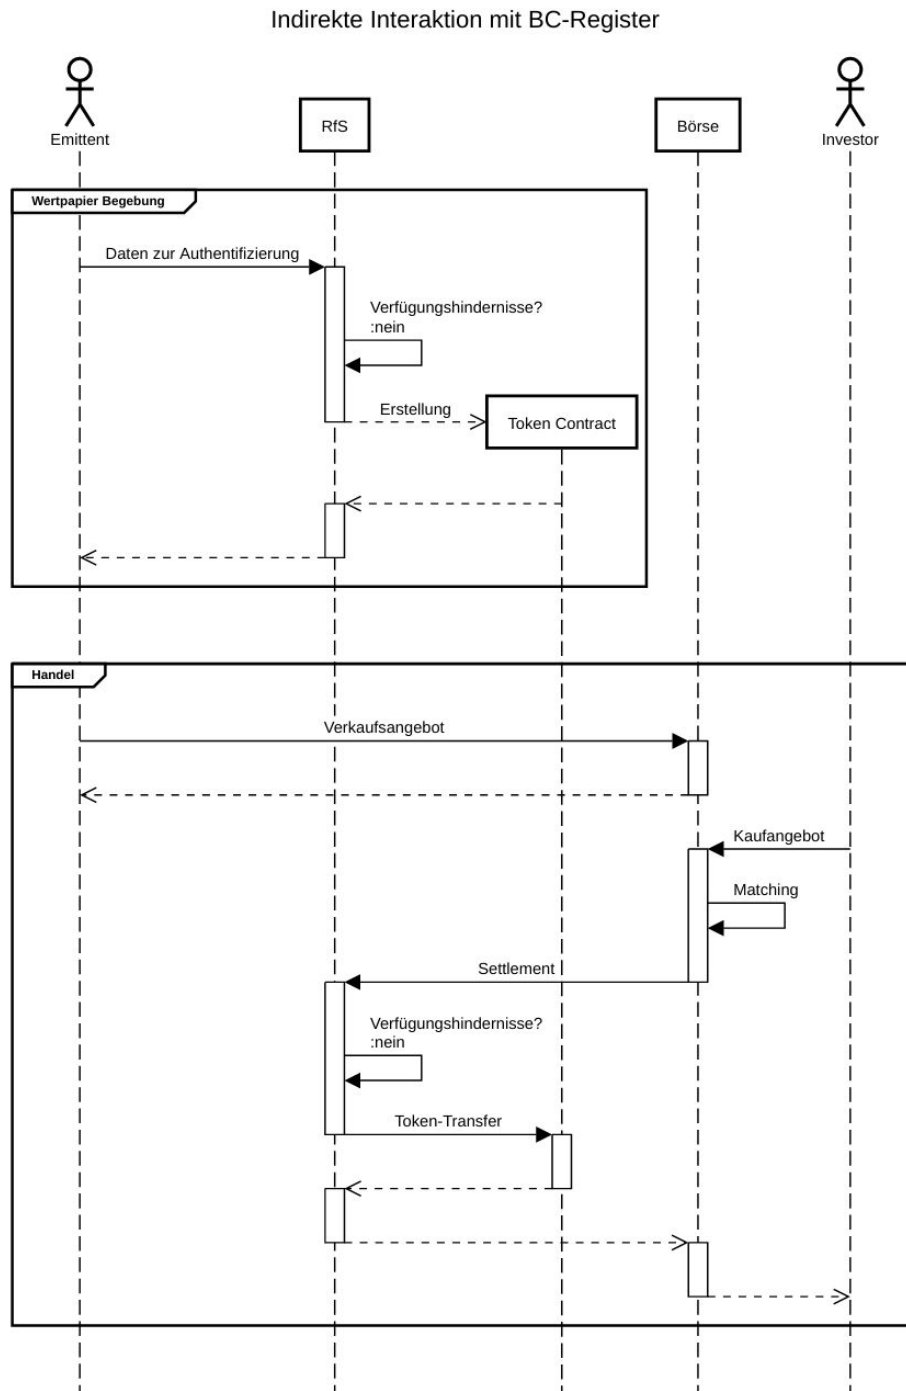 Indirekte Interaktion mit BC-Register
Emittent
RfS
Börse
Investor
Wertpapier Begebung
Daten zur Authentifizierung
Verfügungshindernisse?
:nein
Erstellung
Token Contract
Handel
Verkaufsangebot
Kaufangebot
Matching
Settlement
Verfügungshindernisse?
:nein
Token-Transfer